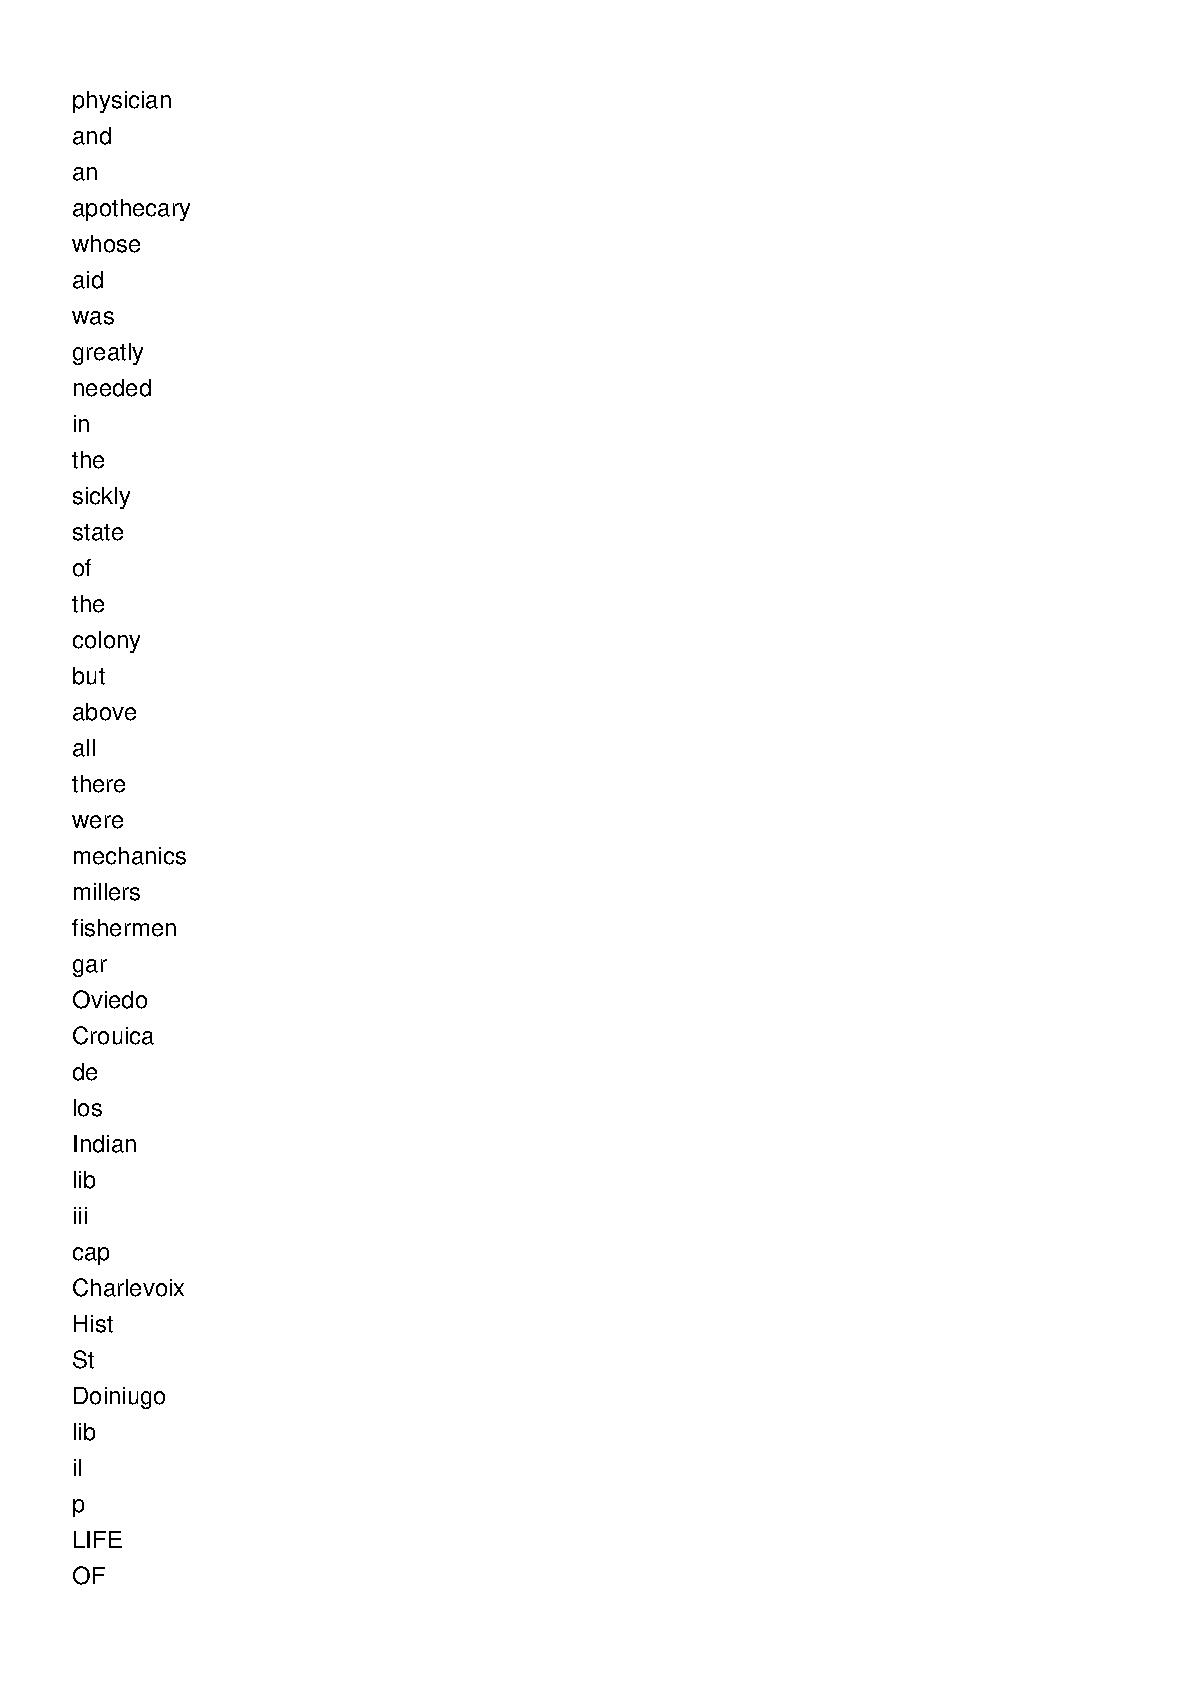 physician
and
an
apothecary
whose
aid
was
greatly
needed
in
the
sickly
state
of
the
colony
but
above
all
there
were
mechanics
millers
fishermen
gar
Oviedo
Crouica
de
los
Indian
lib
iii
cap
Charlevoix
Hist
St
Doiniugo
lib
il
p
LIFE
OF